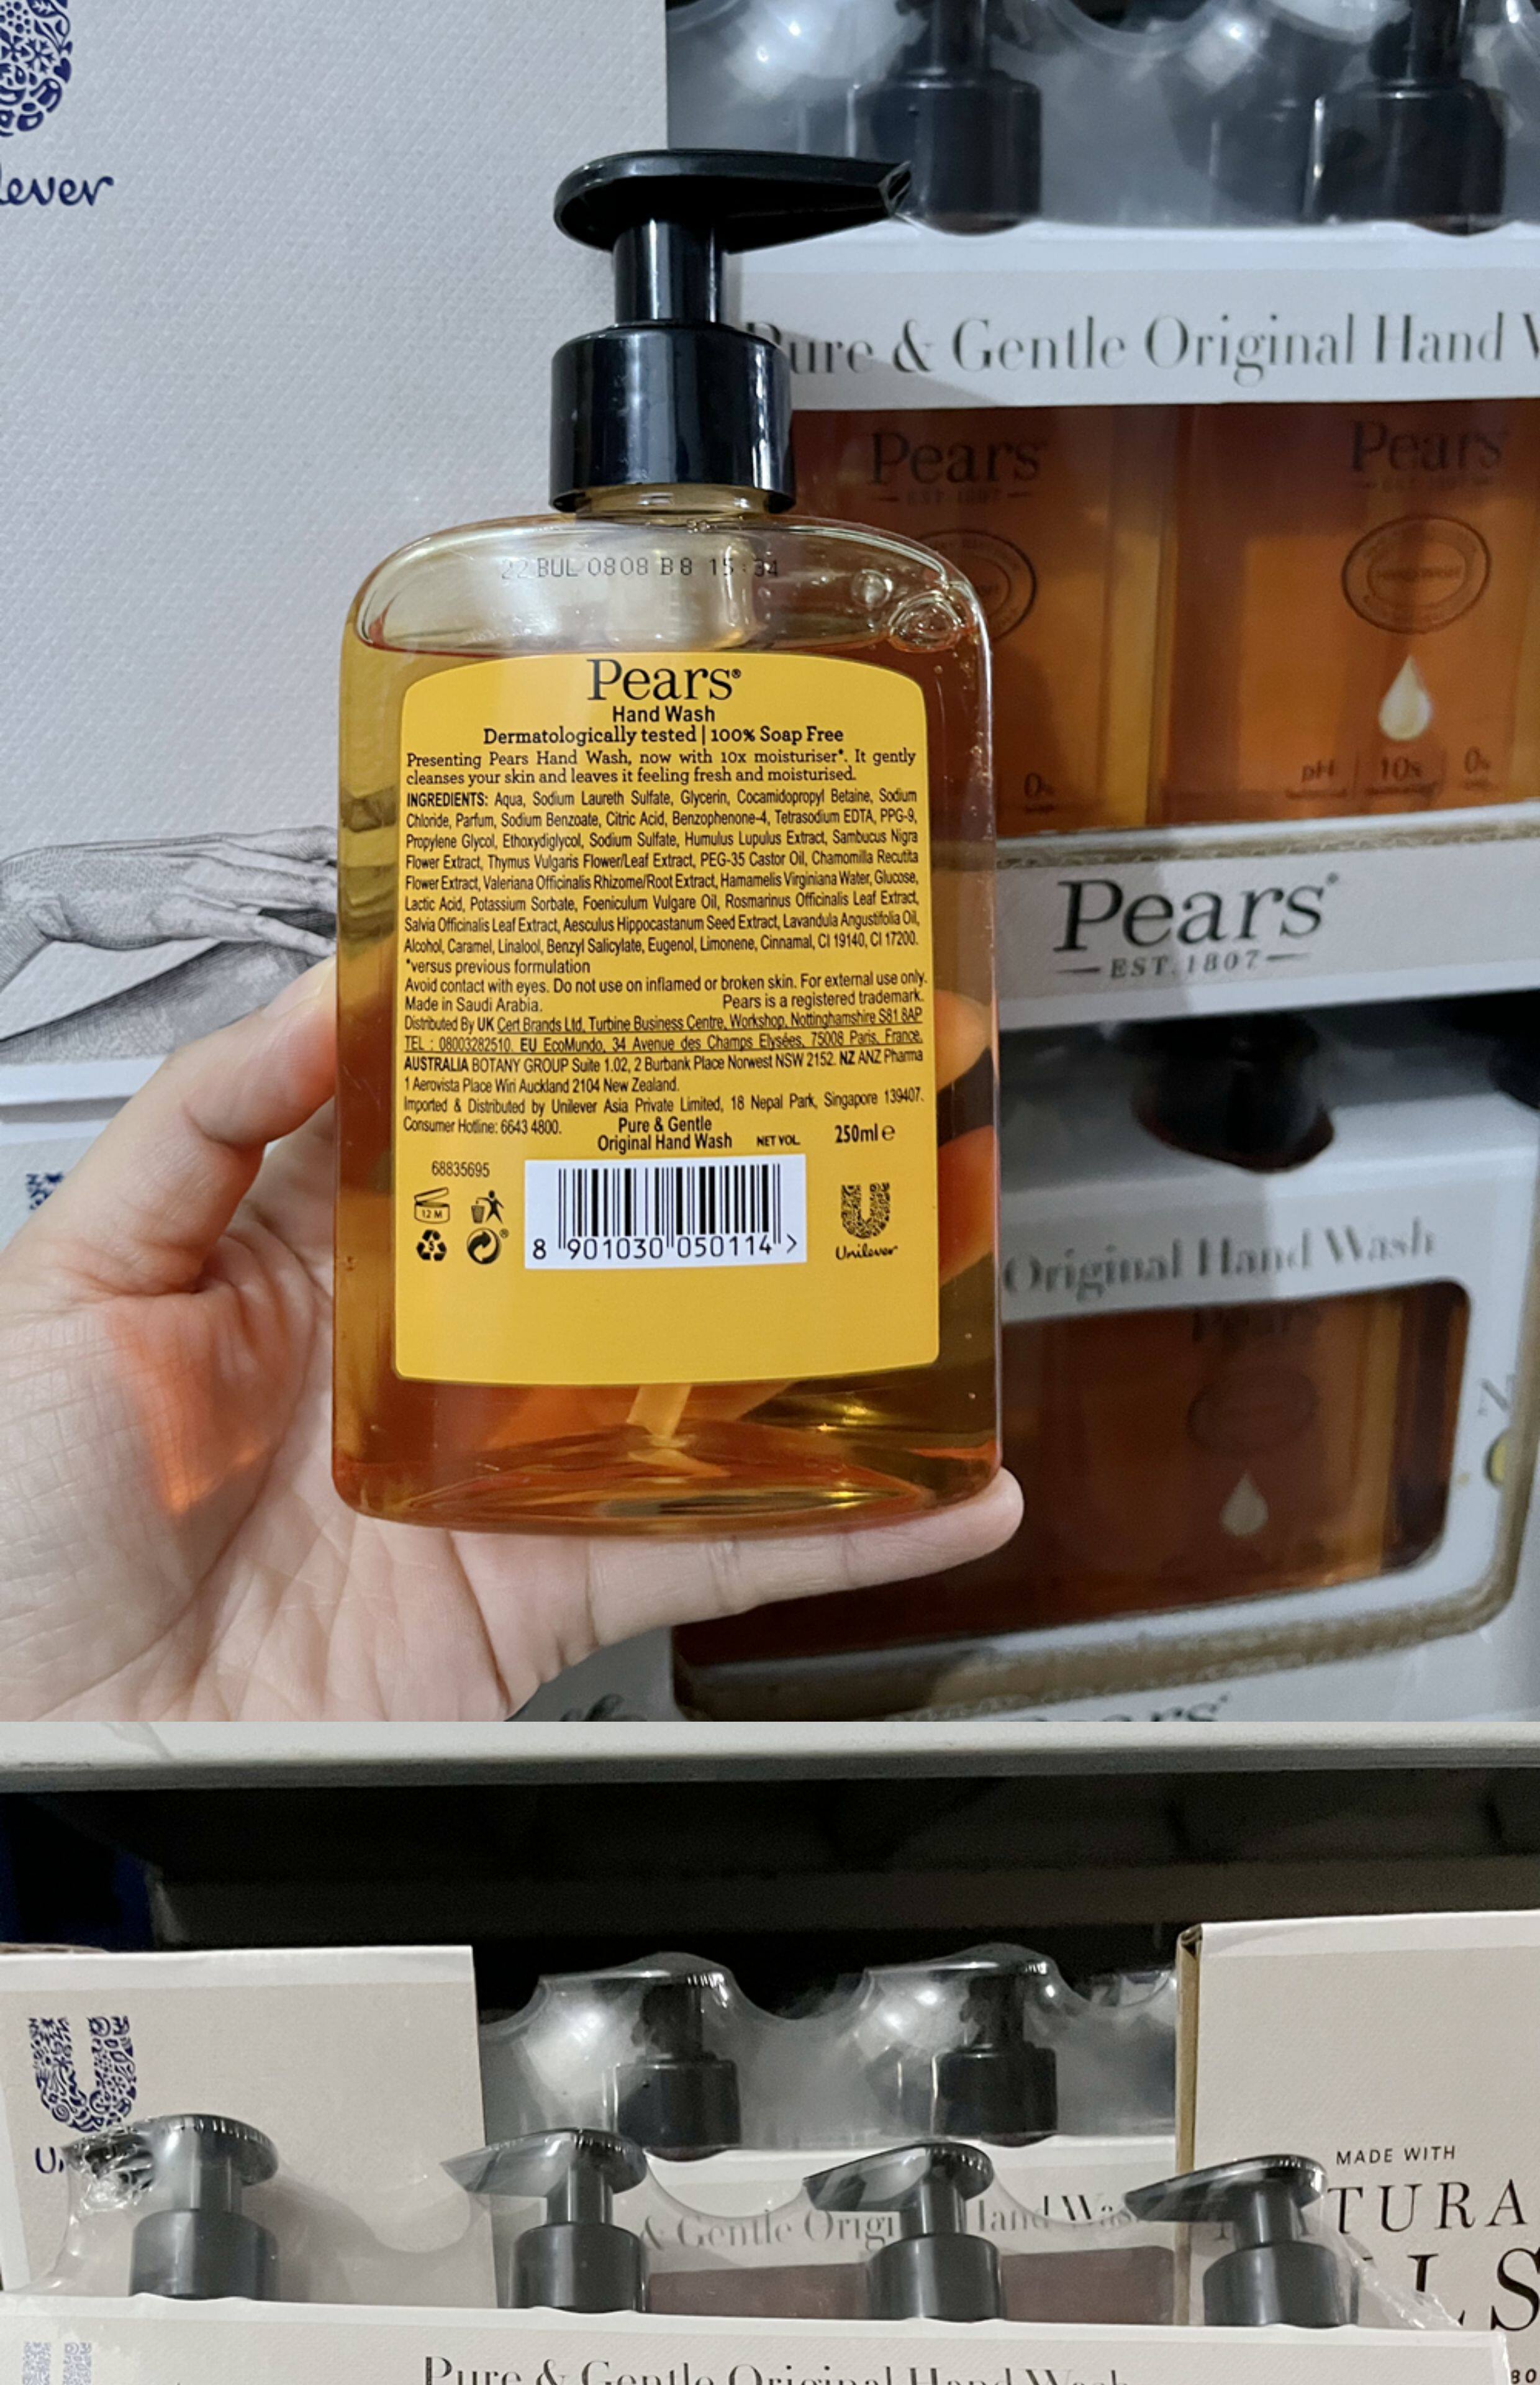 Pure & Gentle Original Hand
Pears
EST 1807
Pears
22 BUL 0808 B8 15:34
Pears®
Hand Wash
Dermatologically tested | 100% Soap Free
Presenting Pears Hand Wash, now with 10x moisturiser*. It gently
cleanses your skin and leaves it feeling fresh and moisturised.
INGREDIENTS: Aqua, Sodium Laureth Sulfate, Glycerin, Cocamidopropyl Betaine, Sodium
Chloride, Parfum, Sodium Benzoate, Citric Acid, Benzophenone-4, Tetrasodium EDTA, PPG-9,
Propylene Glycol, Ethoxydiglycol, Sodium Sulfate, Humulus Lupulus Extract, Sambucus Nigra
Flower Extract, Thymus Vulgaris Flower/Leaf Extract, PEG-35 Castor Oil, Chamomilla Recutita
Flower Extract, Valeriana Officinalis Rhizome/Root Extract, Hamamelis Virginiana Water, Glucose,
Lactic Acid, Potassium Sorbate, Foeniculum Vulgare Oil, Rosmarinus Officinalis Leaf Extract,
Salvia Officinalis Leaf Extract, Aesculus Hippocastanum Seed Extract, Lavandula Angustifolia Oil,
Alcohol, Caramel, Linalool, Benzyl Salicylate, Eugenol, Limonene, Cinnamal, CI 19140, CI 17200.
*versus previous formulation
Avoid contact with eyes. Do not use on inflamed or broken skin. For external use only.
Made in Saudi Arabia. Pears is a registered trademark.
Distributed By UK Cert Brands Ltd, Turbine Business Centre, Workshop, Nottinghamshire S81 8AP
TEL : 08003282510. EU EcoMundo, 34 Avenue des Champs Elysées, 75008 Paris, France.
AUSTRALIA BOTANY GROUP Suite 1.02, 2 Burbank Place Norwest NSW 2152. NZ ANZ Pharma
1 Aerovista Place Wiri Auckland 2104 New Zealand.
Imported & Distributed by Unilever Asia Private Limited, 18 Nepal Park, Singapore 139407.
Consumer Hotline: 6643 4800.
Pure & Gentle
Original Hand Wash NET VOL. 250ml e
68835695
12 M
5
8 901030 050114 >
Unilever
pH 10x 0%
0%
Pears®
EST. 1807
Original Hand Wash
Pears
MADE WITH
& Gentle Origi Hand Was
Pure & Gentle Original Hand Wash